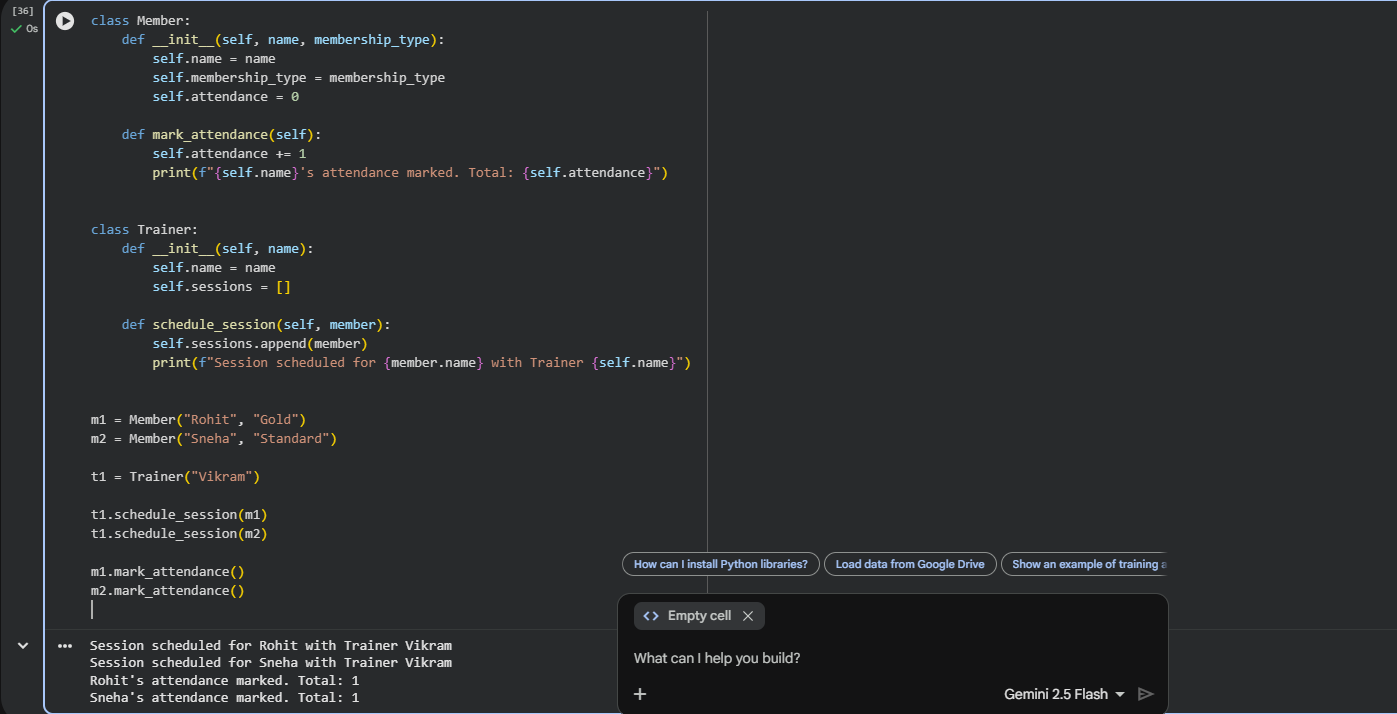 [36]
0s
class Member:
    def __init__(self, name, membership_type):
        self.name = name
        self.membership_type = membership_type
        self.attendance = 0

    def mark_attendance(self):
        self.attendance += 1
        print(f"{self.name}'s attendance marked. Total: {self.attendance}")

class Trainer:
    def __init__(self, name):
        self.name = name
        self.sessions = []

    def schedule_session(self, member):
        self.sessions.append(member)
        print(f"Session scheduled for {member.name} with Trainer {self.name}")

m1 = Member("Rohit", "Gold")
m2 = Member("Sneha", "Standard")

t1 = Trainer("Vikram")

t1.schedule_session(m1)
t1.schedule_session(m2)

m1.mark_attendance()
m2.mark_attendance()
Session scheduled for Rohit with Trainer Vikram
Session scheduled for Sneha with Trainer Vikram
Rohit's attendance marked. Total: 1
Sneha's attendance marked. Total: 1
How can I install Python libraries?
Load data from Google Drive
Show an example of training a
Empty cell
What can I help you build?
Gemini 2.5 Flash